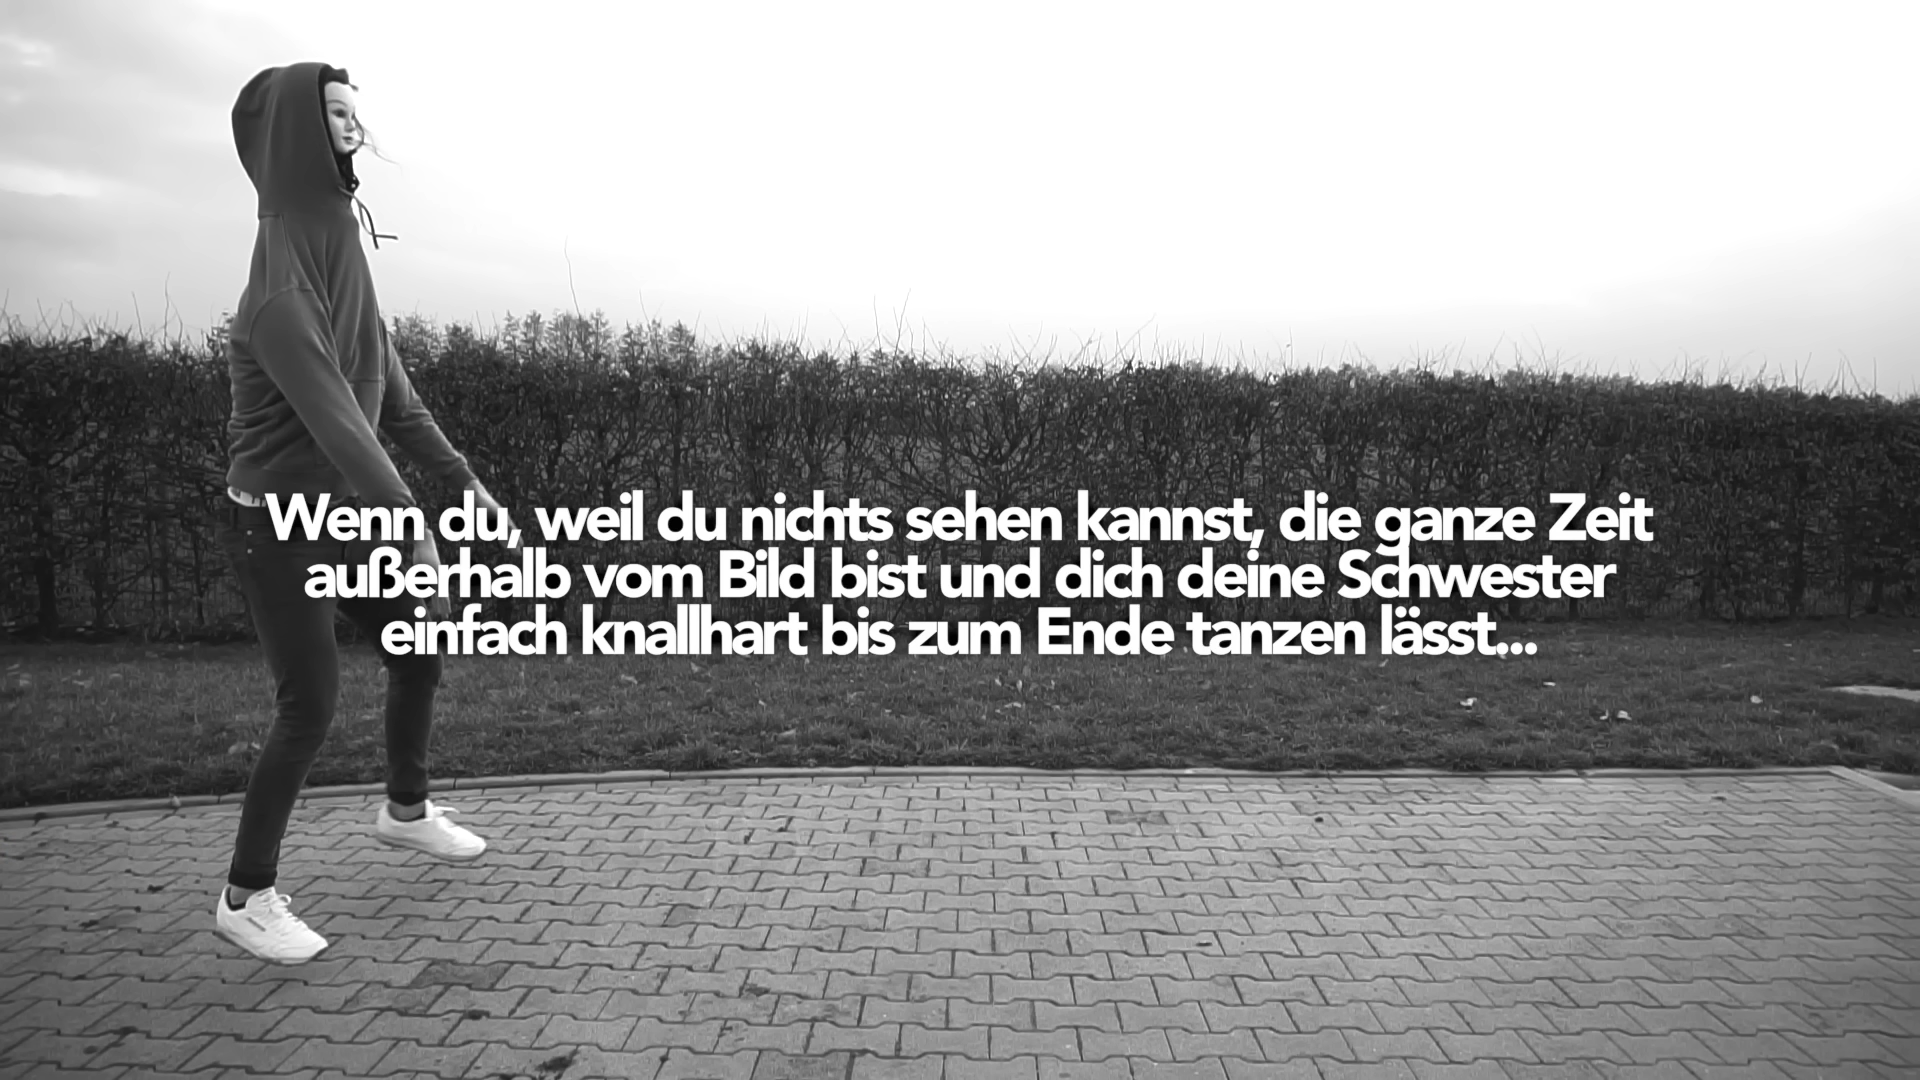 Wenn du, weil du nichts sehen kannst, die ganze Zeit
außerhalb vom Bild bist und dich deine Schwester
einfach knallhart bis zum Ende tanzen lässt...